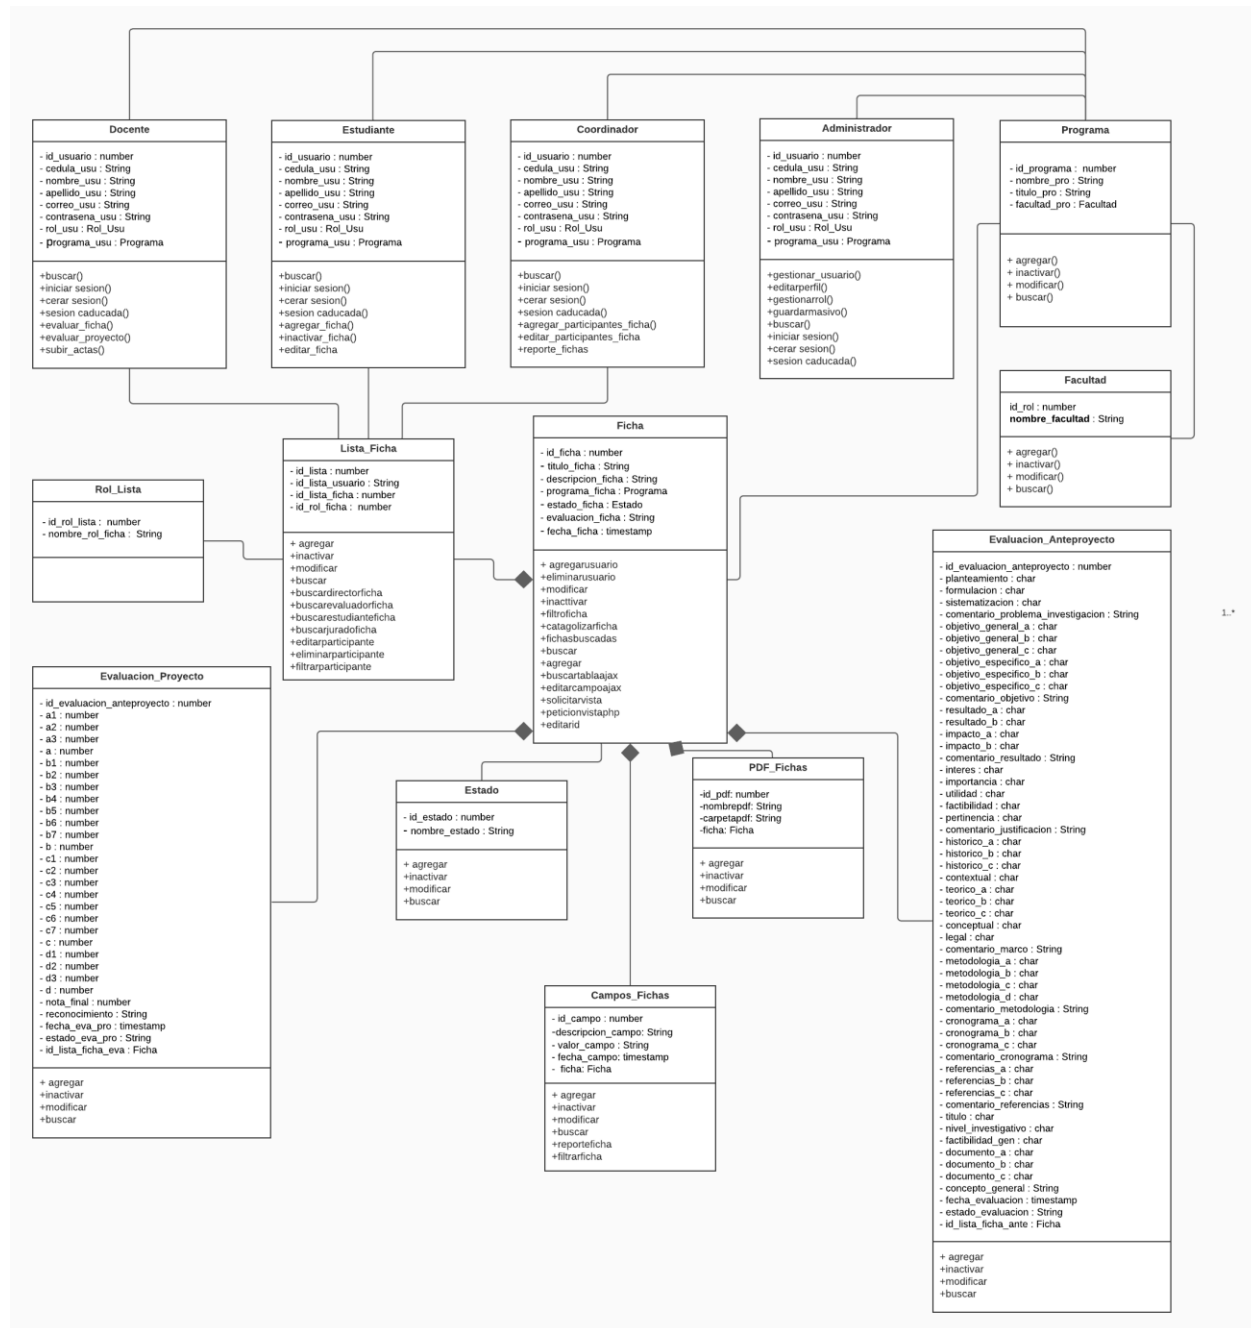 Docente
- id_usuario : number
- cedula_usu : String
- nombre_usu : String
- apellido_usu : String
- correo_usu : String
- contrasena_usu : String
- rol_usu : Rol_Usu
- programa_usu : Programa
+buscar()
+iniciar sesion()
+cerar sesion()
+sesion caducada()
+evaluar_ficha()
+evaluar_proyecto()
+subir_actas()
Estudiante
- id_usuario : number
- cedula_usu : String
- nombre_usu : String
- apellido_usu : String
- correo_usu : String
- contrasena_usu : String
- rol_usu : Rol_Usu
- programa_usu : Programa
+buscar()
+iniciar sesion()
+cerar sesion()
+sesion caducada()
+agregar_ficha()
+inactivar_ficha()
+editar_ficha
Coordinador
- id_usuario : number
- cedula_usu : String
- nombre_usu : String
- apellido_usu : String
- correo_usu : String
- contrasena_usu : String
- rol_usu : Rol_Usu
- programa_usu : Programa
+buscar()
+iniciar sesion()
+cerar sesion()
+sesion caducada()
+agregar_participantes_ficha()
+editar_participantes_ficha
+reporte_fichas
Administrador
- id_usuario : number
- cedula_usu : String
- nombre_usu : String
- apellido_usu : String
- correo_usu : String
- contrasena_usu : String
- rol_usu : Rol_Usu
- programa_usu : Programa
+gestionar_usuario()
+editarperfil()
+gestionarrol()
+guardarmasivo()
+buscar()
+iniciar sesion()
+cerar sesion()
+sesion caducada()
Programa
- id_programa : number
- nombre_pro : String
- titulo_pro : String
- facultad_pro : Facultad
+ agregar()
+ inactivar()
+ modificar()
+ buscar()
Facultad
id_rol : number
nombre_facultad : String
+ agregar()
+ inactivar()
+ modificar()
+ buscar()
Lista_Ficha
- id_lista : number
- id_lista_usuario : String
- id_lista_ficha : number
- id_rol_ficha : number
+ agregar
+inactivar
+modificar
+buscar
+buscardirectorficha
+buscarevaluadorficha
+buscarestudianteficha
+buscarjuradoficha
+editarparticipante
+eliminarparticipante
+filtrarparticipante
Ficha
- id_ficha : number
- titulo_ficha : String
- descripcion_ficha : String
- programa_ficha : Programa
- estado_ficha : Estado
- evaluacion_ficha : String
- fecha_ficha : timestamp
+ agregarusuario
+eliminarusuario
+modificar
+inacttivar
+filtroficha
+catagolizarficha
+fichasbuscadas
+buscar
+agregar
+buscartablaajax
+editarcampoajax
+solicitarvista
+peticionvistaphp
+editarid
Rol_Lista
- id_rol_lista : number
- nombre_rol_ficha : String
Evaluacion_Proyecto
- id_evaluacion_anteproyecto : number
- a1 : number
- a2 : number
- a3 : number
- a : number
- b1 : number
- b2 : number
- b3 : number
- b4 : number
- b5 : number
- b6 : number
- b7 : number
- b : number
- c1 : number
- c2 : number
- c3 : number
- c4 : number
- c5 : number
- c6 : number
- c7 : number
- c : number
- d1 : number
- d2 : number
- d3 : number
- d : number
- nota_final : number
- reconocimiento : String
- fecha_eva_pro : timestamp
- estado_eva_pro : String
- id_lista_ficha_eva : Ficha
+ agregar
+inactivar
+modificar
+buscar
Estado
- id_estado : number
- nombre_estado : String
+ agregar
+inactivar
+modificar
+buscar
PDF_Fichas
-id_pdf: number
-nombrepdf: String
-carpetapdf: String
-ficha: Ficha
+ agregar
+inactivar
+modificar
+buscar
Campos_Fichas
- id_campo : number
-descripcion_campo: String
- valor_campo : String
- fecha_campo: timestamp
- ficha: Ficha
+ agregar
+inactivar
+modificar
+buscar
+reporteficha
+filtrarficha
Evaluacion_Anteproyecto
- id_evaluacion_anteproyecto : number
- planteamiento : char
- formulacion : char
- sistematizacion : char
- comentario_problema_investigacion : String
- objetivo_general_a : char
- objetivo_general_b : char
- objetivo_general_c : char
- objetivo_especifico_a : char
- objetivo_especifico_b : char
- objetivo_especifico_c : char
- comentario_objetivo : String
- resultado_a : char
- resultado_b : char
- impacto_a : char
- impacto_b : char
- comentario_resultado : String
- interes : char
- importancia : char
- utilidad : char
- factibilidad : char
- pertinencia : char
- comentario_justificacion : String
- historico_a : char
- historico_b : char
- historico_c : char
- contextual : char
- teorico_a : char
- teorico_b : char
- teorico_c : char
- conceptual : char
- legal : char
- comentario_marco : String
- metodologia_a : char
- metodologia_b : char
- metodologia_c : char
- metodologia_d : char
- comentario_metodologia : String
- cronograma_a : char
- cronograma_b : char
- cronograma_c : char
- comentario_cronograma : String
- referencias_a : char
- referencias_b : char
- referencias_c : char
- comentario_referencias : String
- titulo : char
- nivel_investigativo : char
- factibilidad_gen : char
- documento_a : char
- documento_b : char
- documento_c : char
- concepto_general : String
- fecha_evaluacion : timestamp
- estado_evaluacion : String
- id_lista_ficha_ante : Ficha
+ agregar
+inactivar
+modificar
+buscar
1..*